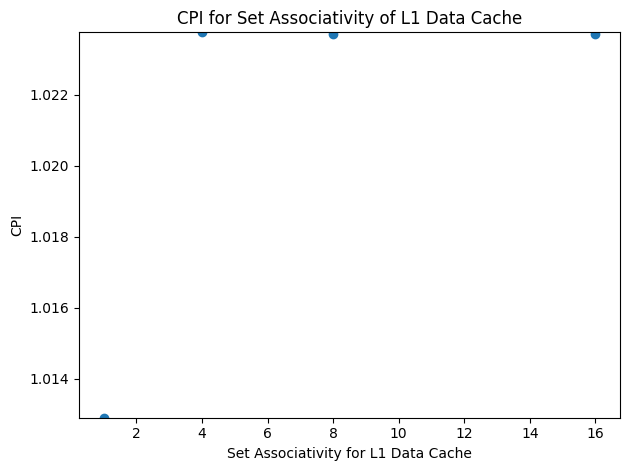 CPI for Set Associativity of L1 Data Cache
1.022
1.020
1.018
1.016
1.014
CPI
2 4 6 8 10 12 14 16
Set Associativity for L1 Data Cache